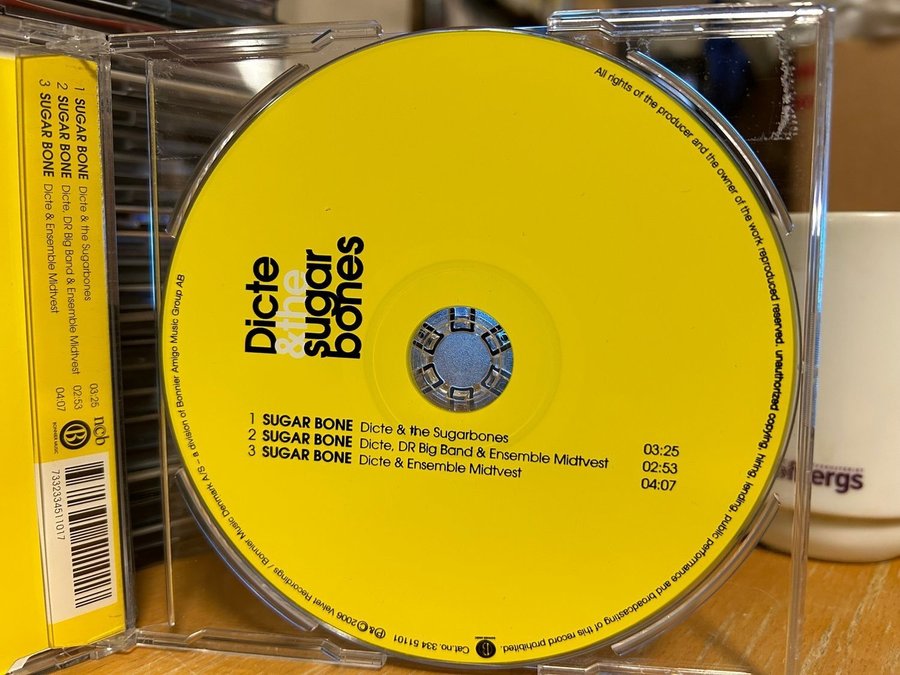 1 SUGAR BONE Dicte & the Sugarbones 03:25
2 SUGAR BONE Dicte, DR Big Band & Ensemble Midtvest 02:53
3 SUGAR BONE Dicte & Ensemble Midtvest 04:07
ncb
B
BONNIER MUSIC
7332334511017
Dicte
&the
sugar
bones
1 SUGAR BONE Dicte & the Sugarbones 03:25
2 SUGAR BONE Dicte, DR Big Band & Ensemble Midtvest 02:53
3 SUGAR BONE Dicte & Ensemble Midtvest 04:07
All rights of the producer and the owner of the work reproduced reserved, unauthorized copying, hiring, lending, public performance and broadcasting of this record prohibited.
Cat.no. 334 51101 ℗&©2006 Velvet Recordings / Bonnier Music Denmark A/S – a division of Bonnier Amigo Music Group AB